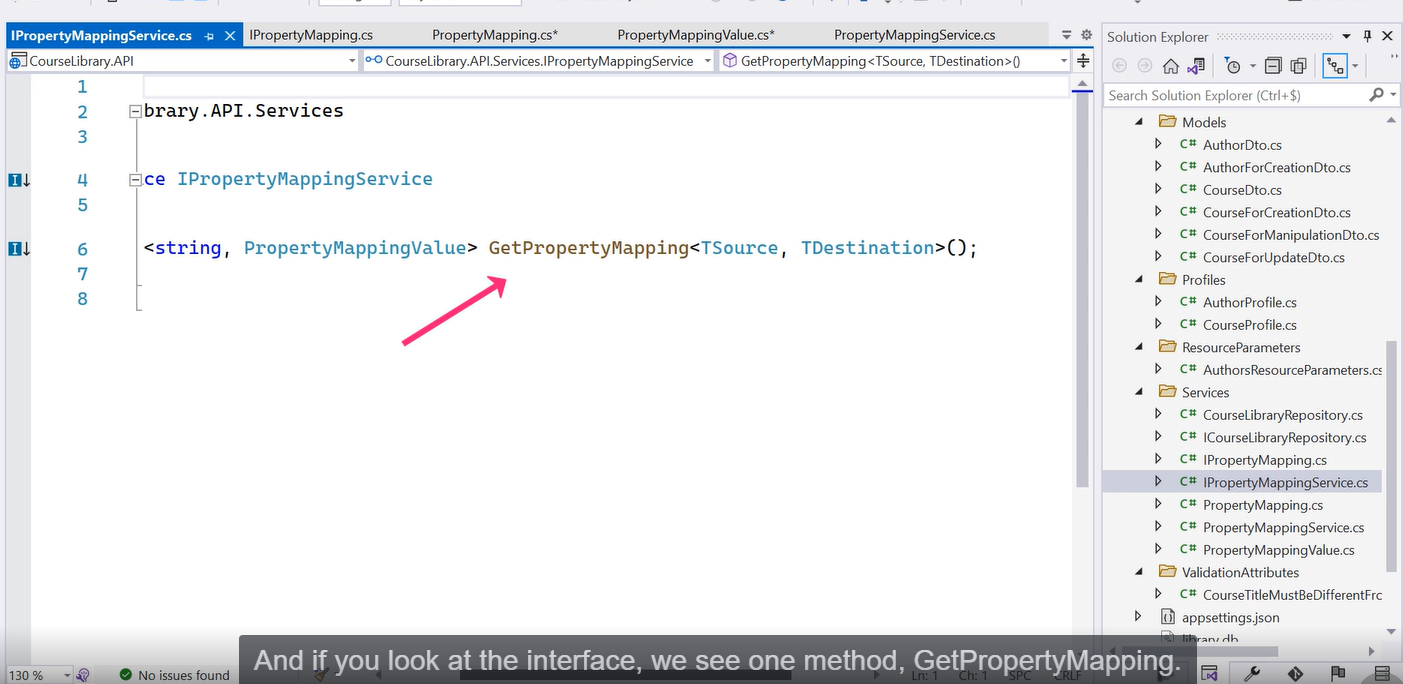 IPropertyMappingService.cs
IPropertyMapping.cs
PropertyMapping.cs*
PropertyMappingValue.cs*
PropertyMappingService.cs
CourseLibrary.API
CourseLibrary.API.Services.IPropertyMappingService
GetPropertyMapping<TSource, TDestination>()
1
2 brary.API.Services
3
4 ce IPropertyMappingService
5
6 <string, PropertyMappingValue> GetPropertyMapping<TSource, TDestination>();
7
8
Solution Explorer
Search Solution Explorer (Ctrl+$)
Models
C# AuthorDto.cs
C# AuthorForCreationDto.cs
C# CourseDto.cs
C# CourseForCreationDto.cs
C# CourseForManipulationDto.cs
C# CourseForUpdateDto.cs
Profiles
C# AuthorProfile.cs
C# CourseProfile.cs
ResourceParameters
C# AuthorsResourceParameters.cs
Services
C# CourseLibraryRepository.cs
C# ICourseLibraryRepository.cs
C# IPropertyMapping.cs
C# IPropertyMappingService.cs
C# PropertyMapping.cs
C# PropertyMappingService.cs
C# PropertyMappingValue.cs
ValidationAttributes
C# CourseTitleMustBeDifferentFrc
appsettings.json
library.db
And if you look at the interface, we see one method, GetPropertyMapping.
130 %
No issues found
Ln: 1 Ch: 1 SPC CRLF